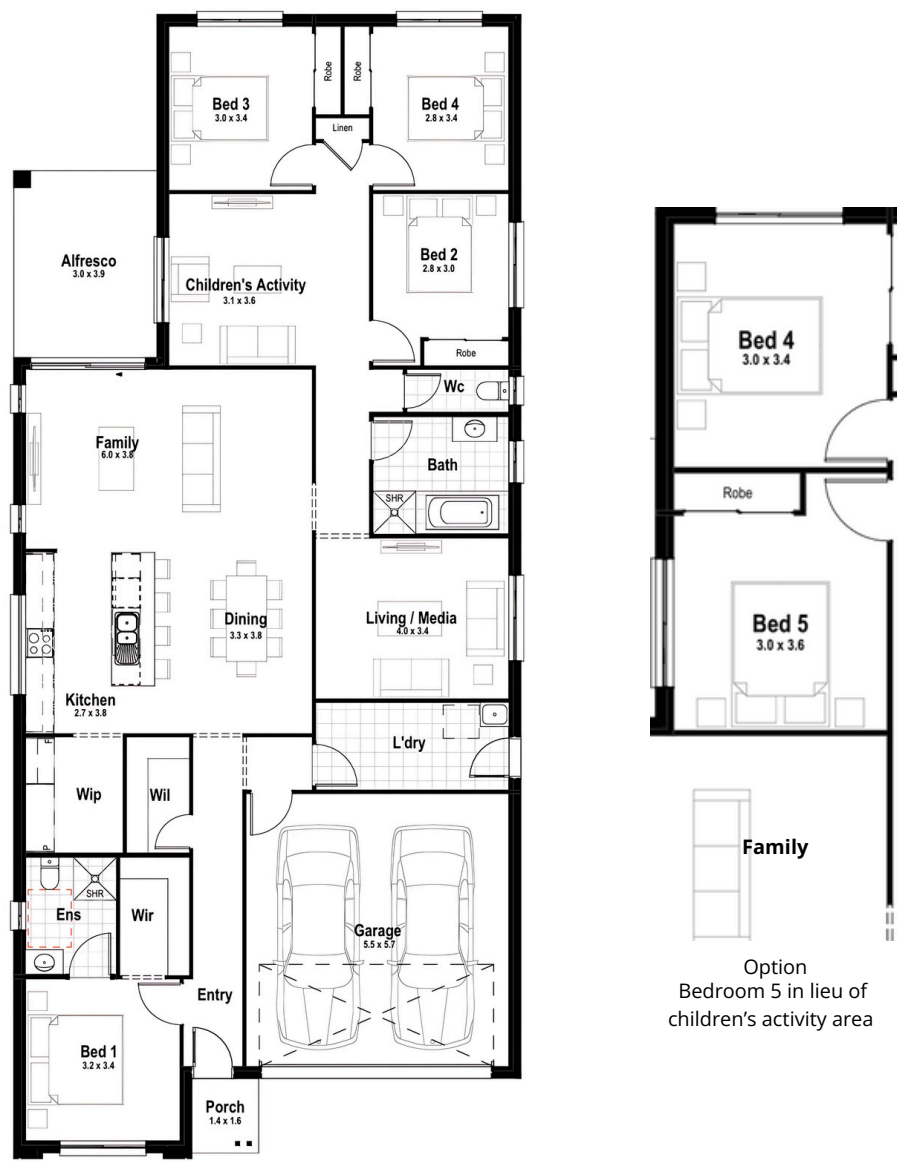 Bed 3
3.0 x 3.4
Robe
Robe
Bed 4
2.8 x 3.4
Linen
Alfresco
3.0 x 3.9
Children's Activity
3.1 x 3.6
Bed 2
2.8 x 3.0
Robe
Wc
Family
6.0 x 3.8
Bath
SHR
Dining
3.3 x 3.8
Living / Media
4.0 x 3.4
Kitchen
2.7 x 3.8
L'dry
P
Wip
Wil
P
SHR
Ens
Wir
Garage
5.5 x 5.7
Entry
Bed 1
3.2 x 3.4
Porch
1.4 x 1.6
Bed 4
3.0 x 3.4
Robe
Bed 5
3.0 x 3.6
Family
Option
Bedroom 5 in lieu of
children’s activity area